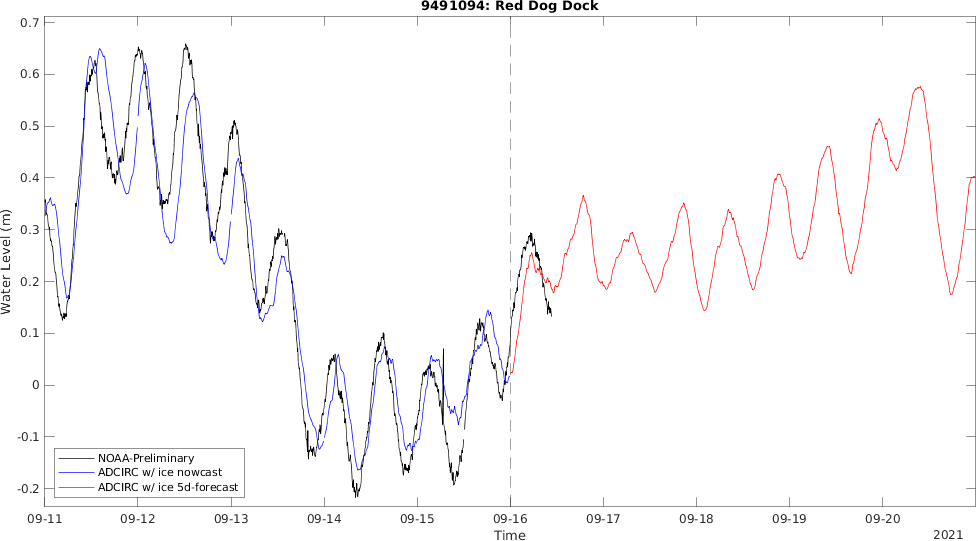 9491094: Red Dog Dock
0.7
0.6
0.5
0.4
0.3
0.2
0.1
0
-0.1
-0.2
Water Level (m)
NOAA-Preliminary
ADCIRC w/ ice nowcast
ADCIRC w/ ice 5d-forecast
09-11 09-12 09-13 09-14 09-15 09-16 09-17 09-18 09-19 09-20
Time
2021